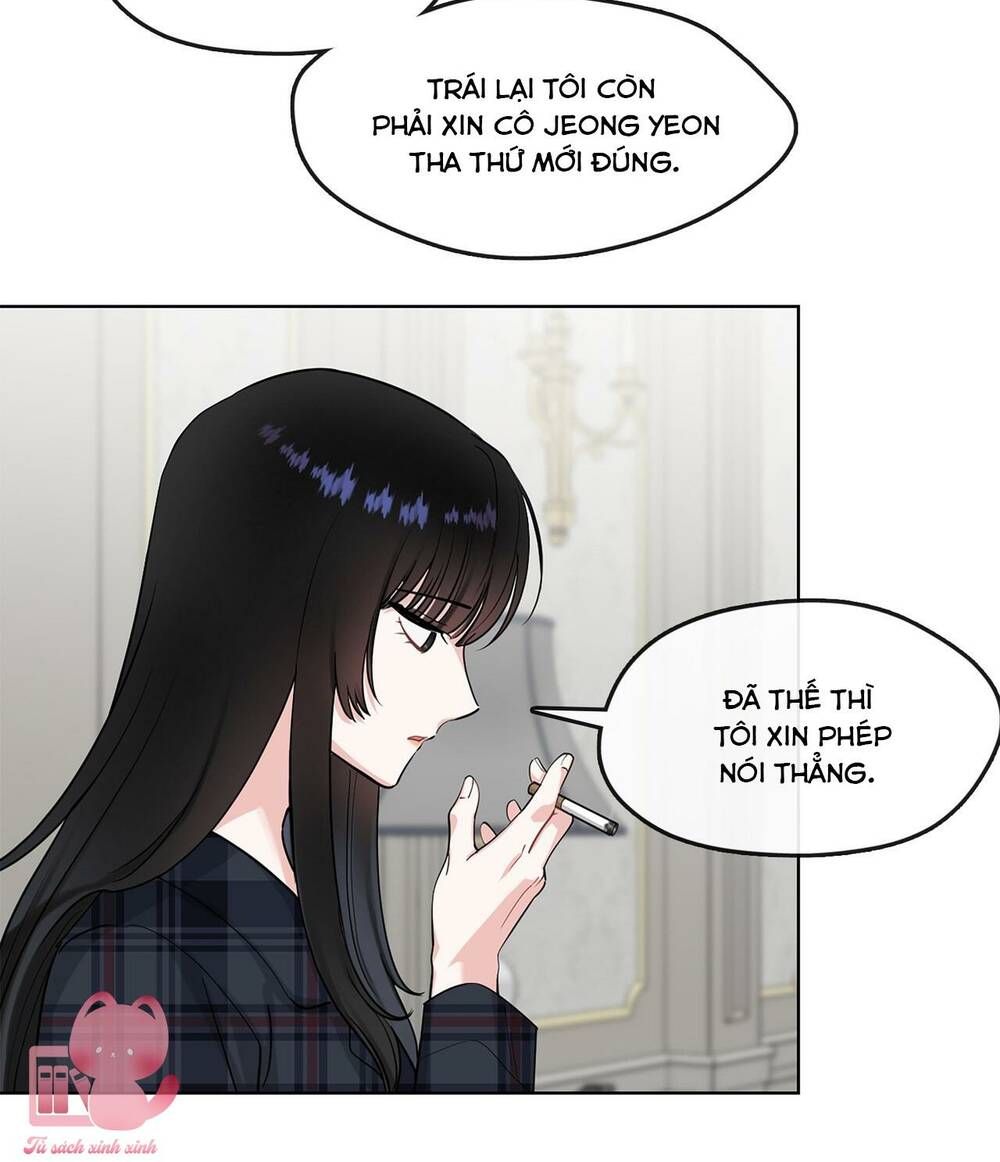 TRÁI LẠI TÔI CÒN
PHẢI XIN CÔ JEONG YEON
THA THỨ MỚI ĐÚNG.
ĐÃ THẾ THÌ
TÔI XIN PHÉP
NÓI THẲNG.
Tủ sách xinh xinh